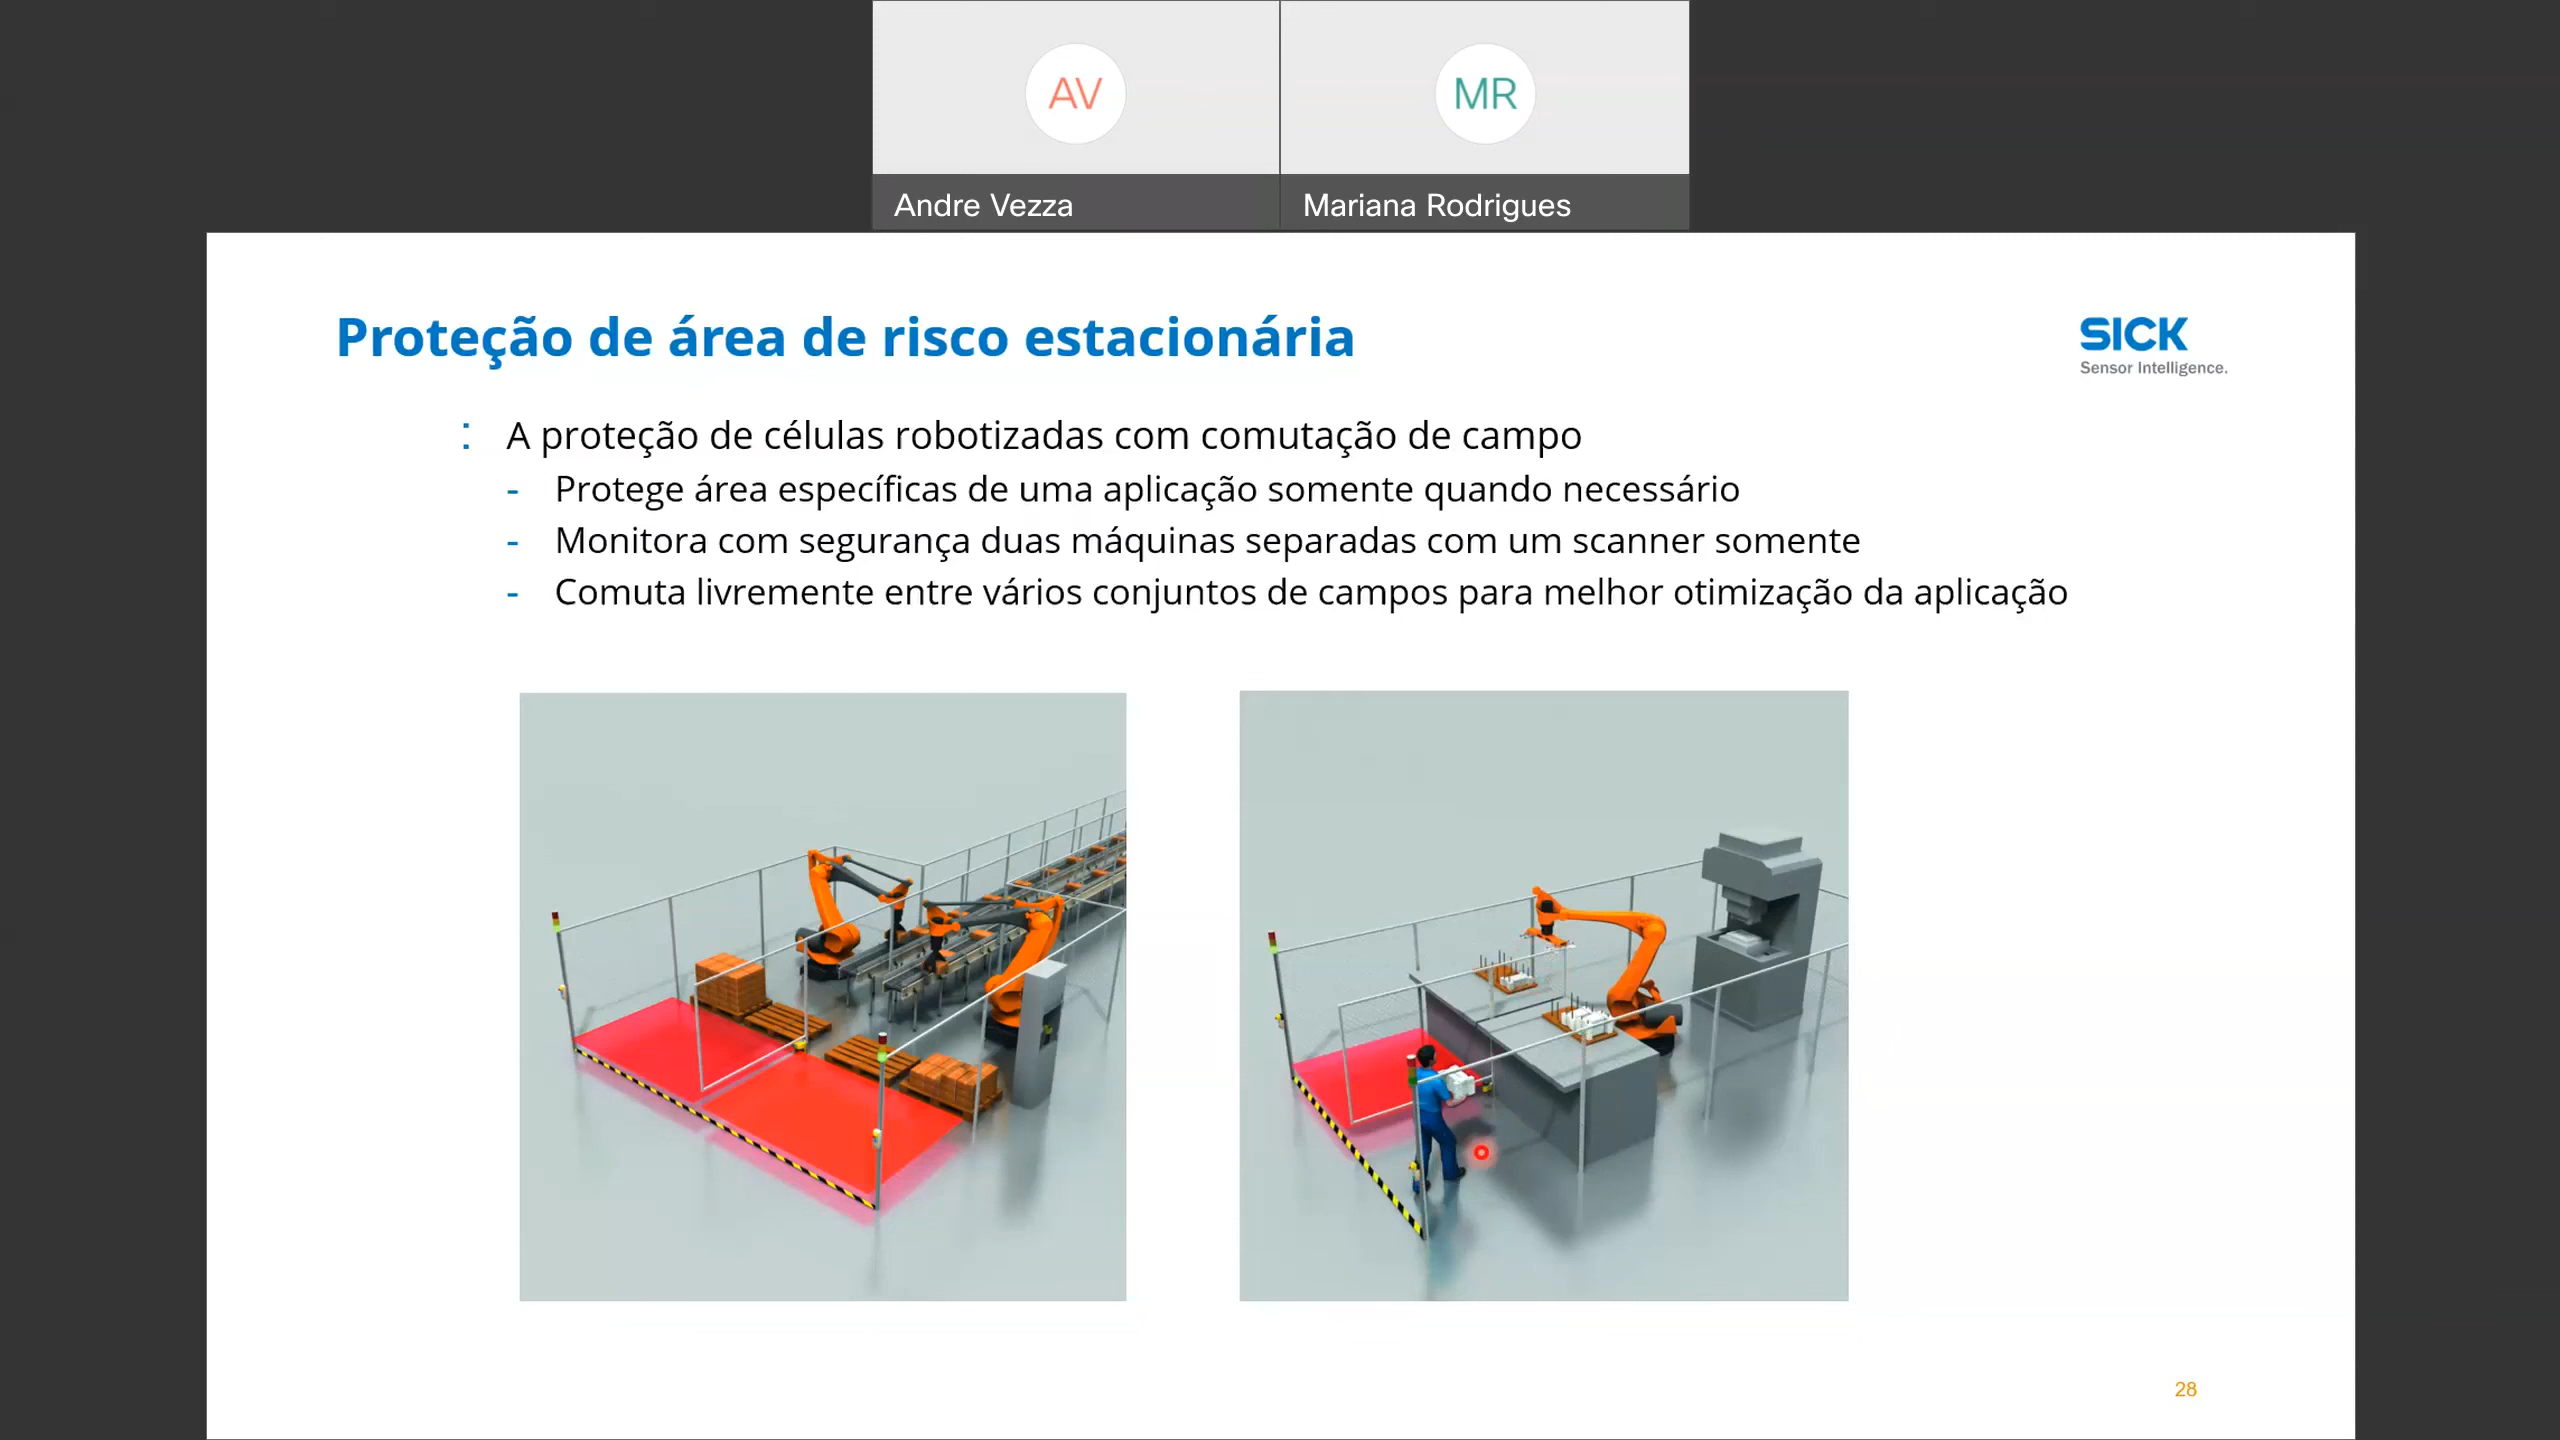 AV
MR
Andre Vezza
Mariana Rodrigues
Proteção de área de risco estacionária
SICK
Sensor Intelligence.
: A proteção de células robotizadas com comutação de campo
- Protege área específicas de uma aplicação somente quando necessário
- Monitora com segurança duas máquinas separadas com um scanner somente
- Comuta livremente entre vários conjuntos de campos para melhor otimização da aplicação
28